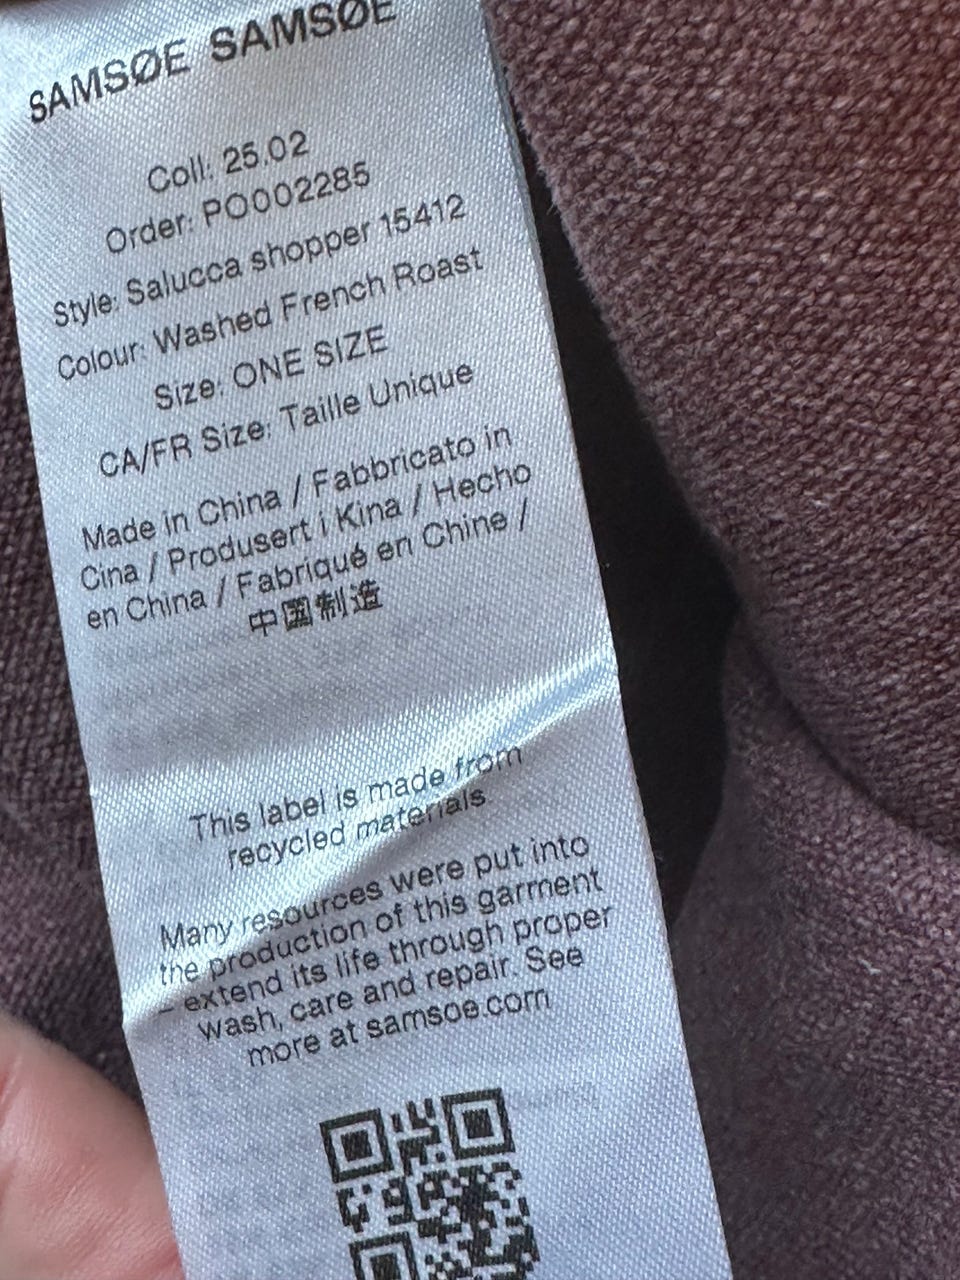 SAMSØE SAMSØE
Coll: 25.02
Order: PO002285
Style: Salucca shopper 15412
Colour: Washed French Roast
Size: ONE SIZE
CA/FR Size: Taille Unique
Made in China / Fabbricato in
Cina / Produsert i Kina / Hecho
en China / Fabriqué en Chine /
中国制造
This label is made from
recycled materials.
Many resources were put into
the production of this garment
– extend its life through proper
wash, care and repair. See
more at samsoe.com